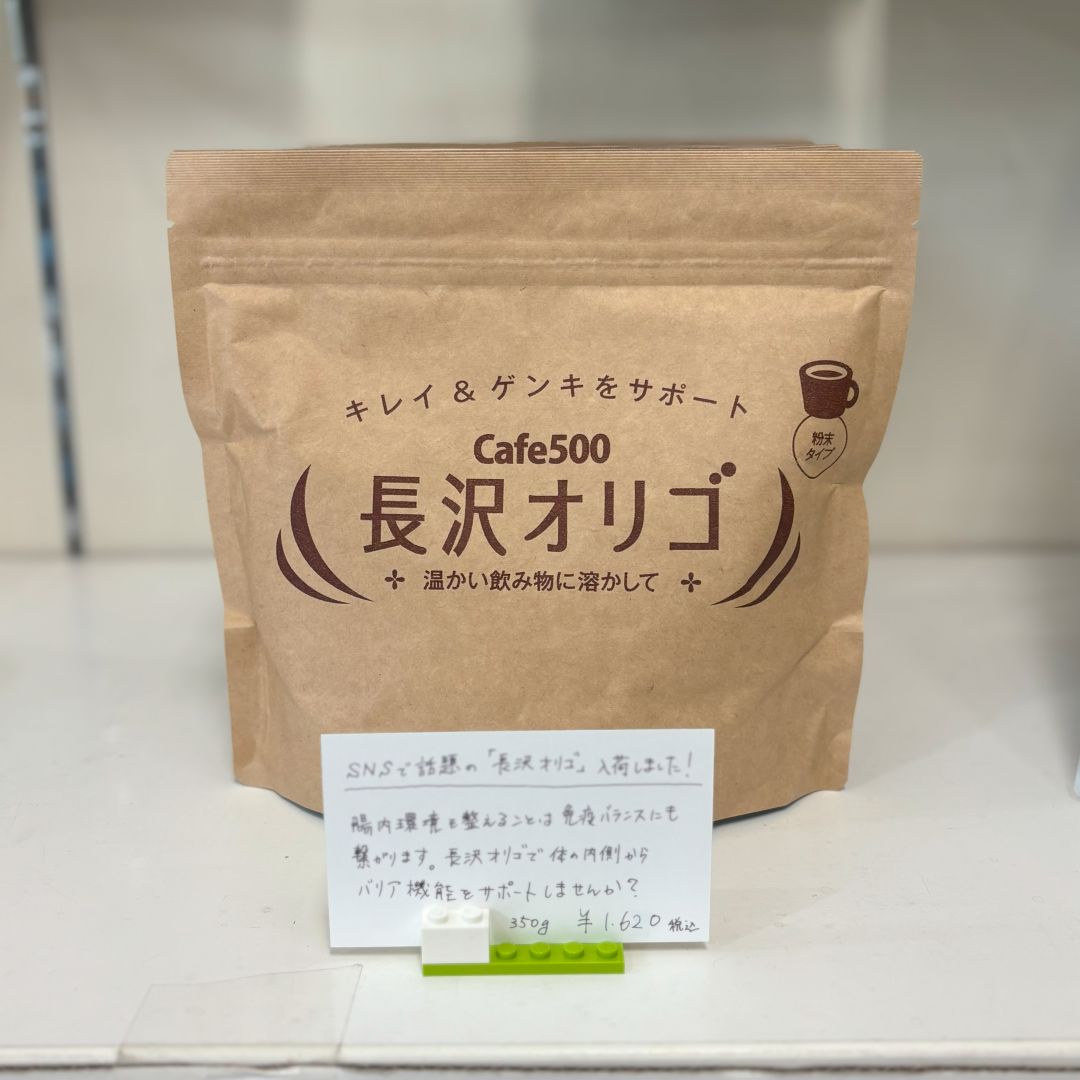 キレイ&ゲンキをサポート
Cafe500
長沢オリゴ
温かい飲み物に溶かして
粉末
タイプ
SNSで話題の「長沢オリゴ」入荷しました!
腸内環境を整えることは免疫バランスにも
繋がります。長沢オリゴで体の内側から
バリア機能をサポートしませんか?
350g ¥1.620 税込